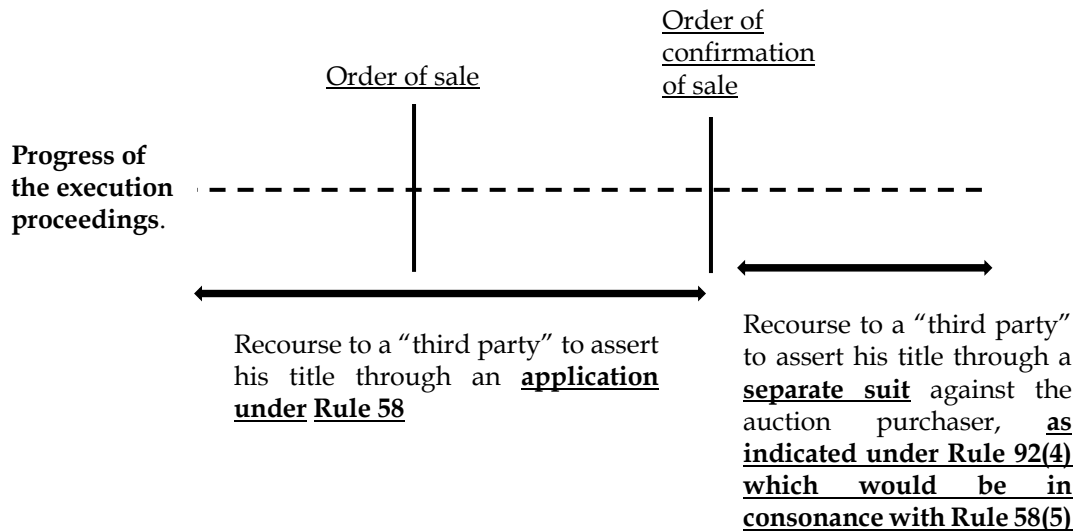 Order of
confirmation
of sale
Order of sale
Progress of
the execution
proceedings.
Recourse to a “third party” to assert
his title through an application
under Rule 58
Recourse to a “third party”
to assert his title through a
separate suit against the
auction purchaser, as
indicated under Rule 92(4)
which would be in
consonance with Rule 58(5)